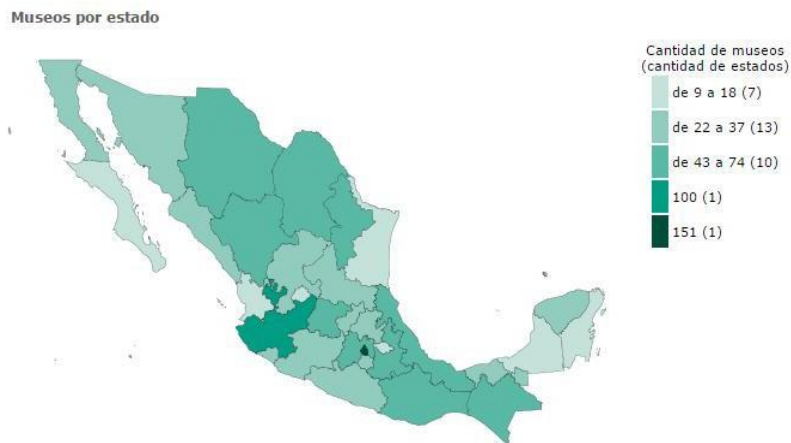 Museos por estado
Cantidad de museos
(cantidad de estados)
de 9 a 18 (7)
de 22 a 37 (13)
de 43 a 74 (10)
100 (1)
151 (1)